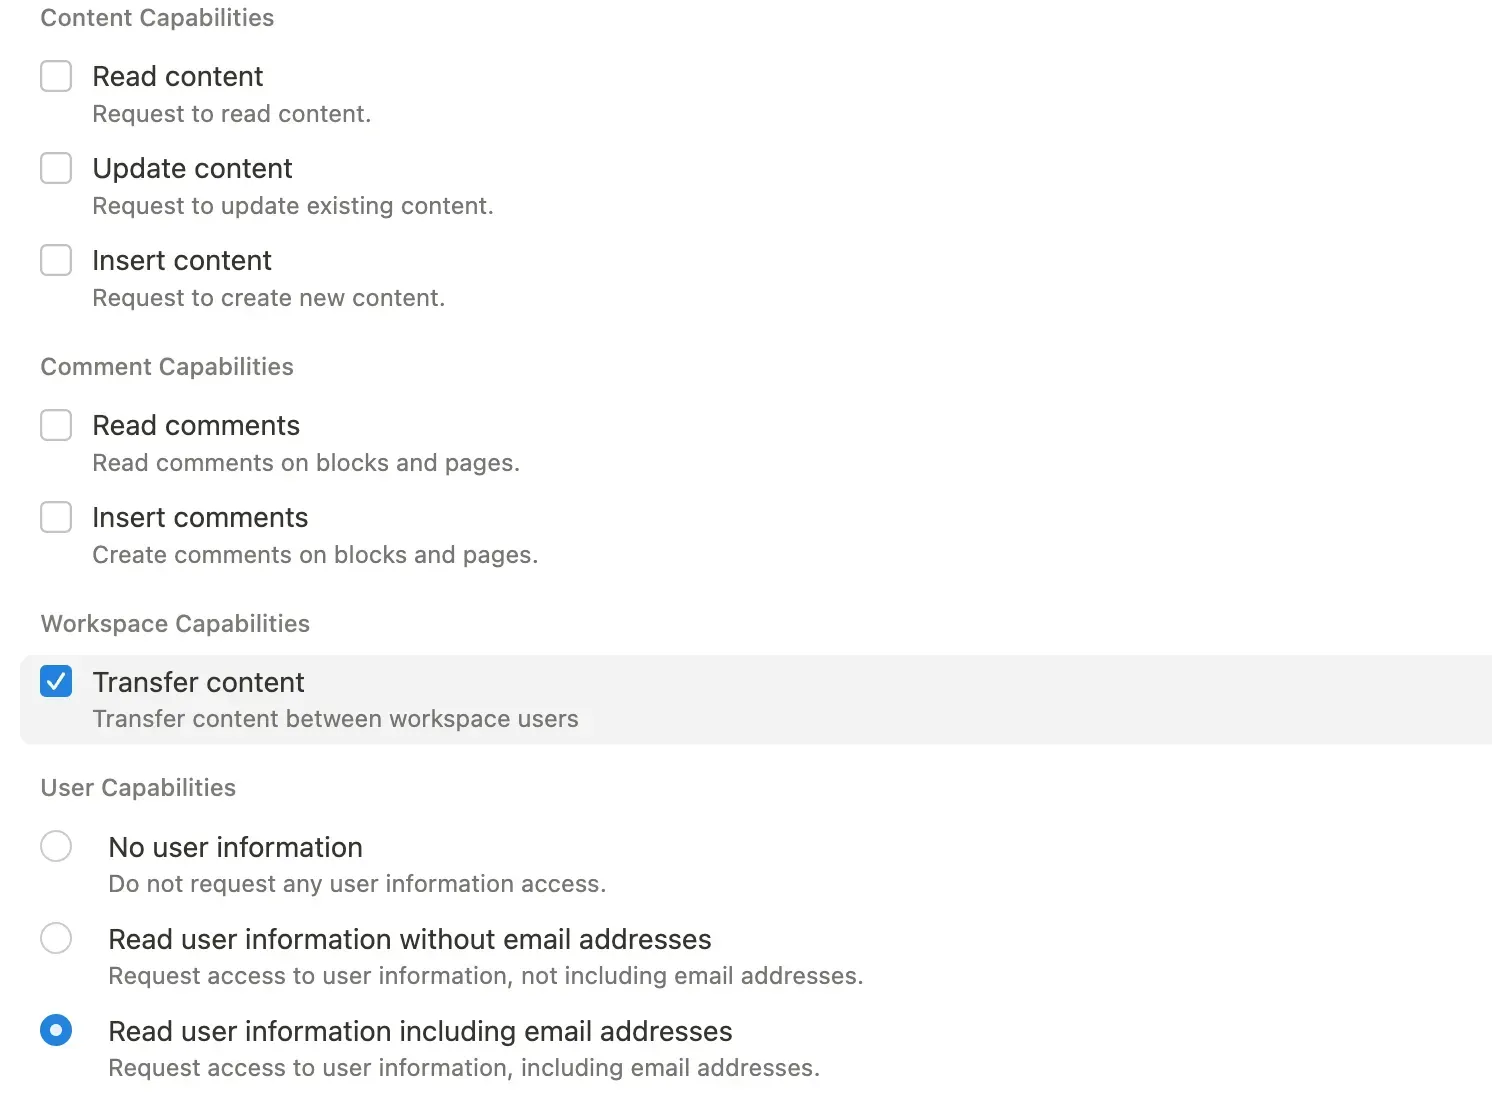 Content Capabilities
Read content
Request to read content.
Update content
Request to update existing content.
Insert content
Request to create new content.
Comment Capabilities
Read comments
Read comments on blocks and pages.
Insert comments
Create comments on blocks and pages.
Workspace Capabilities
Transfer content
Transfer content between workspace users
User Capabilities
No user information
Do not request any user information access.
Read user information without email addresses
Request access to user information, not including email addresses.
Read user information including email addresses
Request access to user information, including email addresses.